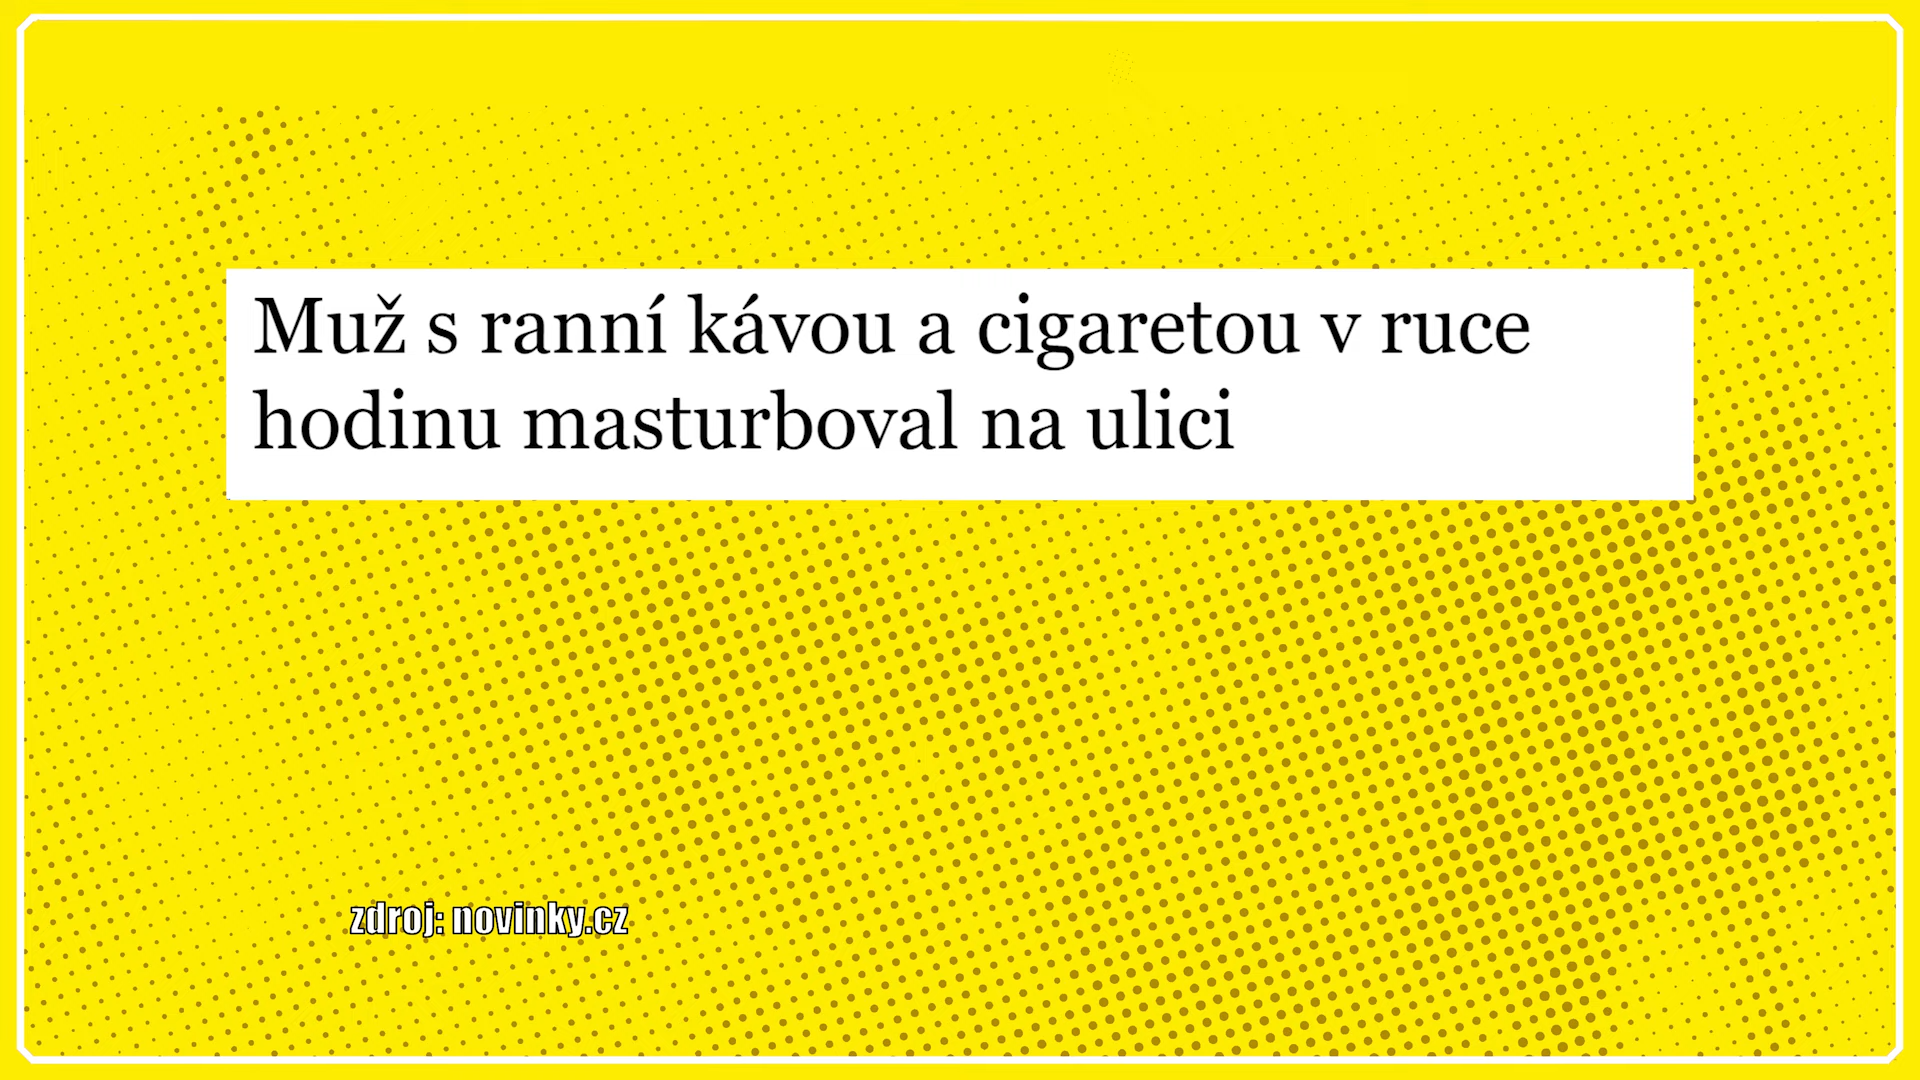 Muž s ranní kávou a cigaretou v ruce
hodinu masturboval na ulici
zdroj: novinky.cz